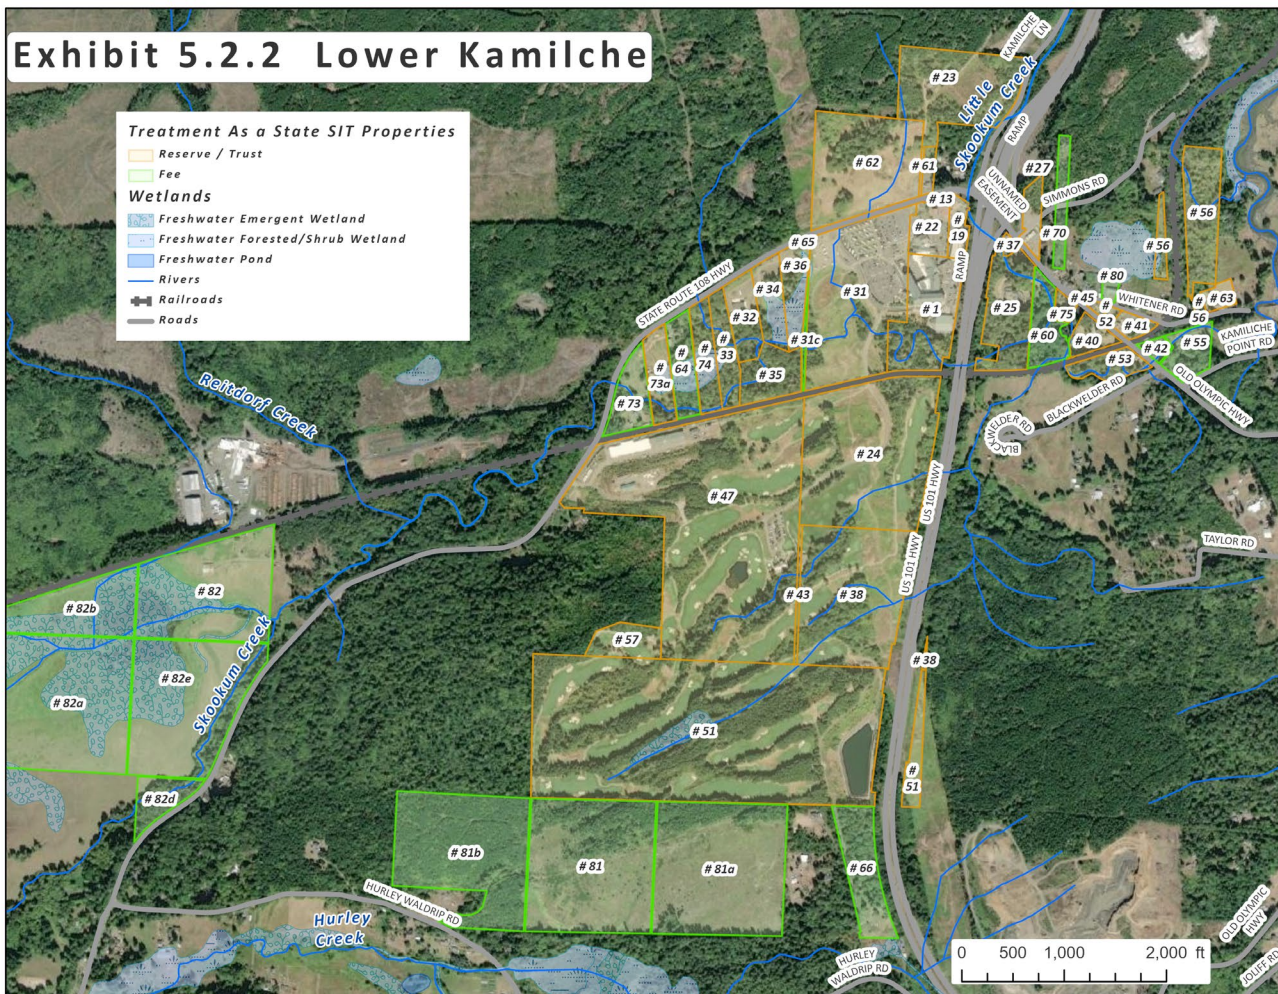 Exhibit 5.2.2 Lower Kamilche
Treatment As a State SIT Properties
Reserve / Trust
Fee
Wetlands
Freshwater Emergent Wetland
Freshwater Forested/Shrub Wetland
Freshwater Pond
Rivers
Railroads
Roads
KAMILCHE
LN
# 23
Little
Skookum Creek
RAMP
# 62
# 61
UNNAMED
EASEMENT
#27
SIMMONS RD
# 13
# 22
#
19
# 56
# 56
# 70
# 37
# 65
# 36
STATE ROUTE 108 HWY
RAMP
# 34
# 31
# 80
# 45
WHITENER RD
# 63
#
56
# 32
# 1
# 25
# 75
#
52
# 41
# 31c
# 60
# 40
# 42
# 55
KAMILICHE
POINT RD
#
33
#
74
#
64
#
73a
# 35
# 53
# 73
BLACKWELDER RD
OLD OLYMPIC HWY
BLACKWELDER RD
BLACK
Reitdorf Creek
# 24
# 47
US 101 HWY
US 101 HWY
TAYLOR RD
# 82
# 82b
# 43
# 38
# 57
# 38
Skookum Creek
# 82e
# 82a
# 51
#
51
# 82d
# 81b
# 81
# 81a
# 66
HURLEY WALDRIP RD
Hurley
Creek
HURLEY
WALDRIP RD
OLD OLYMPIC
HWY
JOLIFF RD
0 500 1,000 2,000 ft